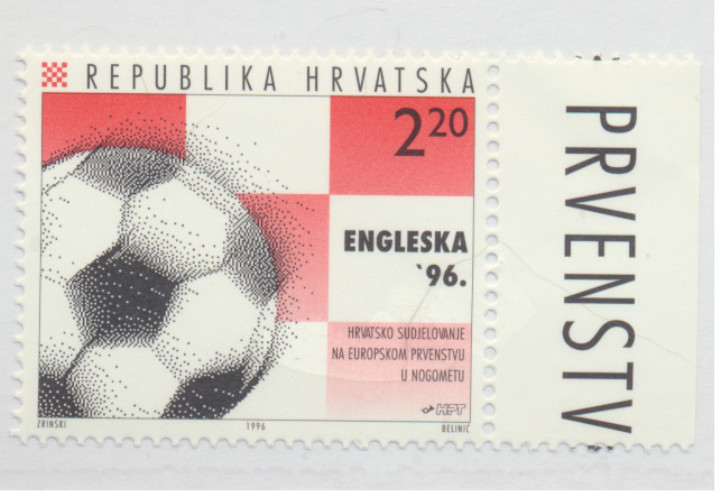 REPUBLIKA HRVATSKA
2 20
ENGLESKA
`96.
HRVATSKO SUDJELOVANJE
NA EUROPSKOM PRVENSTVU
U NOGOMETU
HPT
ZRINSKI 1996 BELINIĆ
PRVENSTV